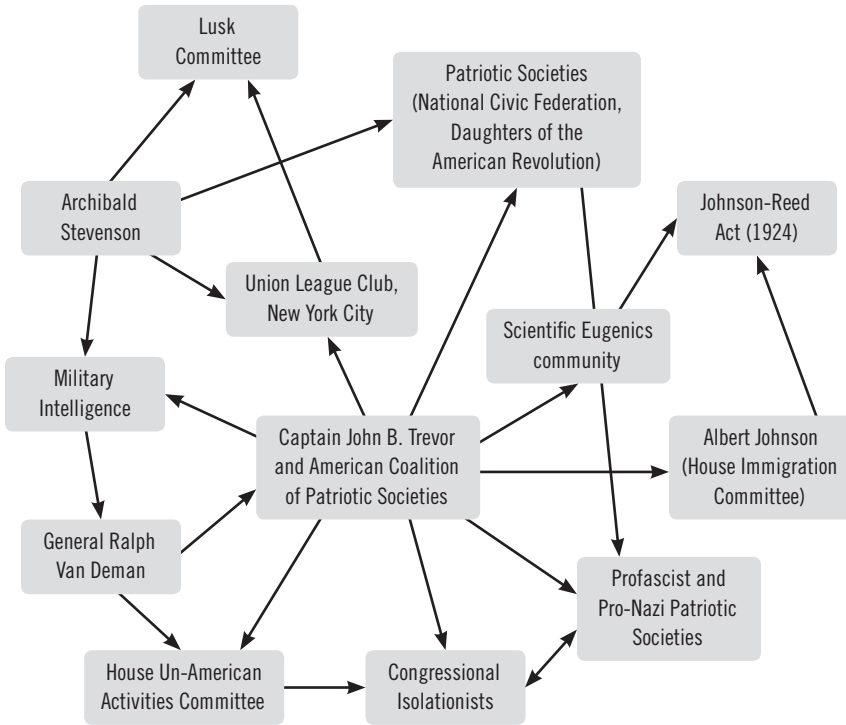 Lusk
Committee
Patriotic Societies
(National Civic Federation,
Daughters of the
American Revolution)
Archibald
Stevenson
Johnson-Reed
Act (1924)
Union League Club,
New York City
Scientific Eugenics
community
Military
Intelligence
Captain John B. Trevor
and American Coalition
of Patriotic Societies
Albert Johnson
(House Immigration
Committee)
General Ralph
Van Deman
Profascist and
Pro-Nazi Patriotic
Societies
House Un-American
Activities Committee
Congressional
Isolationists